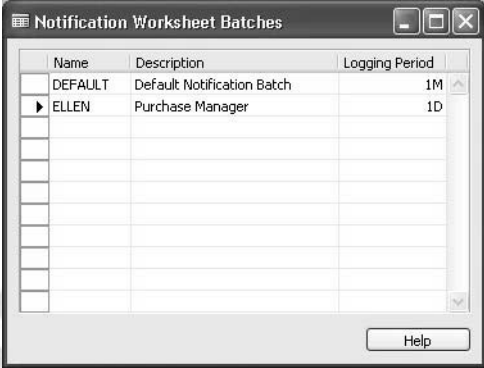 Notification Worksheet Batches
Name Description Logging Period
DEFAULT Default Notification Batch 1M
ELLEN Purchase Manager 1D
Help